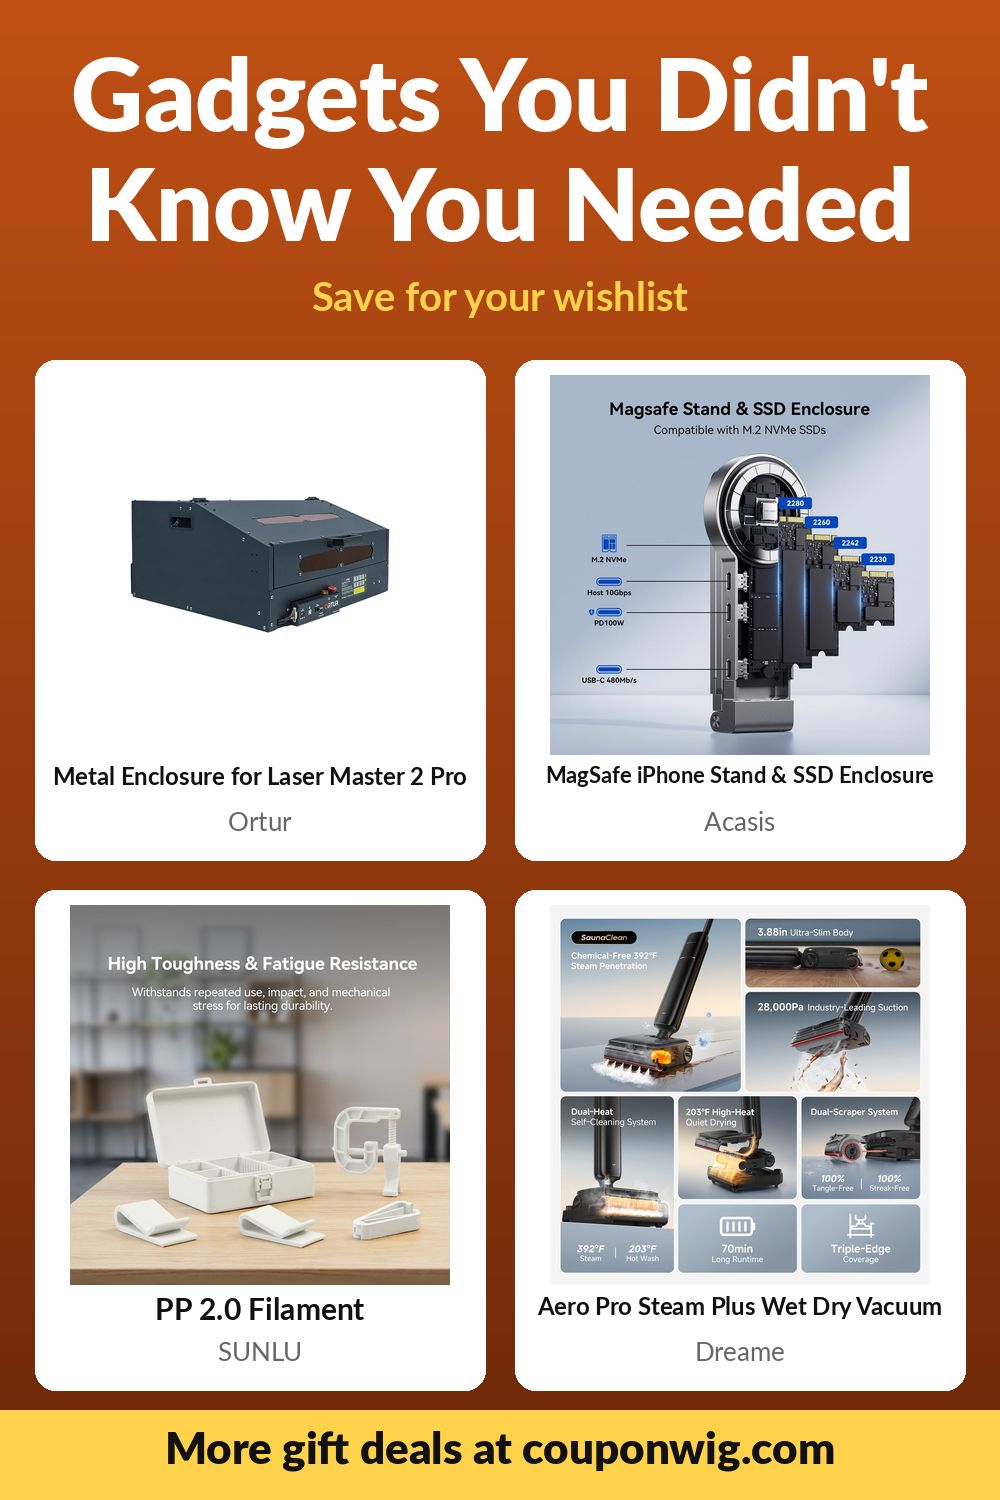 Gadgets You Didn't
Know You Needed
Save for your wishlist
ORTUR
Metal Enclosure for Laser Master 2 Pro
Ortur
Magsafe Stand & SSD Enclosure
Compatible with M.2 NVMe SSDs
2280
2260
2242
2230
M.2 NVMe
Host 10Gbps
PD100W
USB-C 480Mb/s
MagSafe iPhone Stand & SSD Enclosure
Acasis
High Toughness & Fatigue Resistance
Withstands repeated use, impact, and mechanical
stress for lasting durability.
PP 2.0 Filament
SUNLU
SaunaClean
Chemical-Free 392°F
Steam Penetration
3.88in Ultra-Slim Body
28,000Pa Industry-Leading Suction
Dual-Heat
Self-Cleaning System
392°F
Steam
203°F
Hot Wash
203°F High-Heat
Quiet Drying
Dual-Scraper System
100%
Tangle-Free
100%
Streak-Free
70min
Long Runtime
Triple-Edge
Coverage
Aero Pro Steam Plus Wet Dry Vacuum
Dreame
More gift deals at couponwig.com